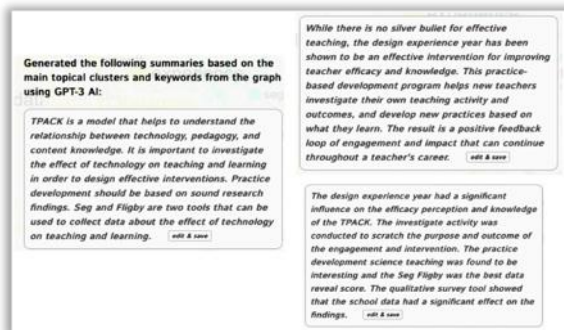 Generated the following summaries based on the
main topical clusters and keywords from the graph
using GPT-3 AI:
TPACK is a model that helps to understand the
relationship between technology, pedagogy, and
content knowledge. It is important to investigate
the effect of technology on teaching and learning
in order to design effective interventions. Practice
development should be based on sound research
findings. Seg and Fligby are two tools that can be
used to collect data about the effect of technology
on teaching and learning. edit & save
While there is no silver bullet for effective
teaching, the design experience year has been
shown to be an effective intervention for improving
teacher efficacy and knowledge. This practice-
based development program helps new teachers
investigate their own teaching activity and
outcomes, and develop new practices based on
what they learn. The result is a positive feedback
loop of engagement and impact that can continue
throughout a teacher's career. edit & save
The design experience year had a significant
influence on the efficacy perception and knowledge
of the TPACK. The investigate activity was
conducted to scratch the purpose and outcome of
the engagement and intervention. The practice
development science teaching was found to be
interesting and the Seg Fligby was the best data
reveal score. The qualitative survey tool showed
that the school data had a significant effect on the
findings. edit & save